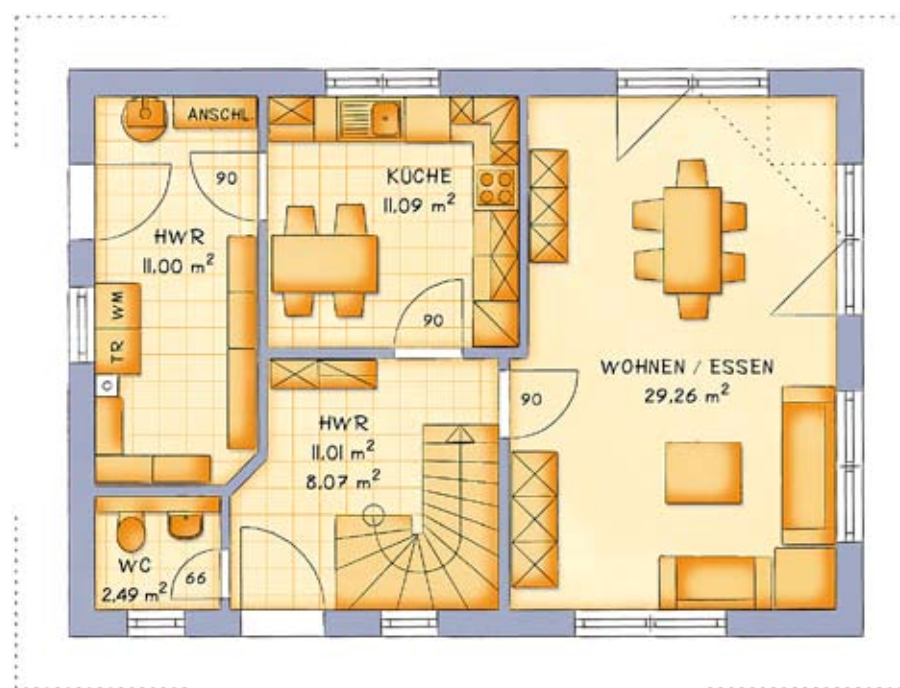 ANSCHL.
90
KÜCHE
11.09 m²
HWR
11.00 m²
WM
TR
90
WOHNEN / ESSEN
29.26 m²
90
HWR
11.01 m²
8.07 m²
WC
2.49 m²
66